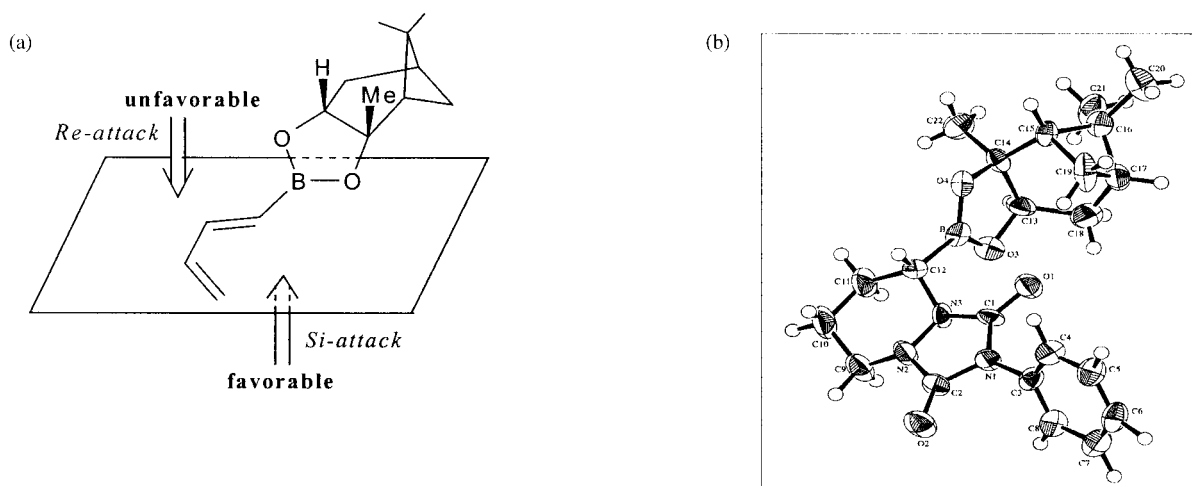 (a)
H
Me
unfavorable
Re-attack
O
B
O
Si-attack
favorable
(b)
C20
C21
C22
C15
C16
C14
C19
C17
O4
C13
C18
B
O3
C12
C11
O1
N3
C1
C10
C4
C9
N2
N1
C5
C2
C3
C6
O2
C8
C7